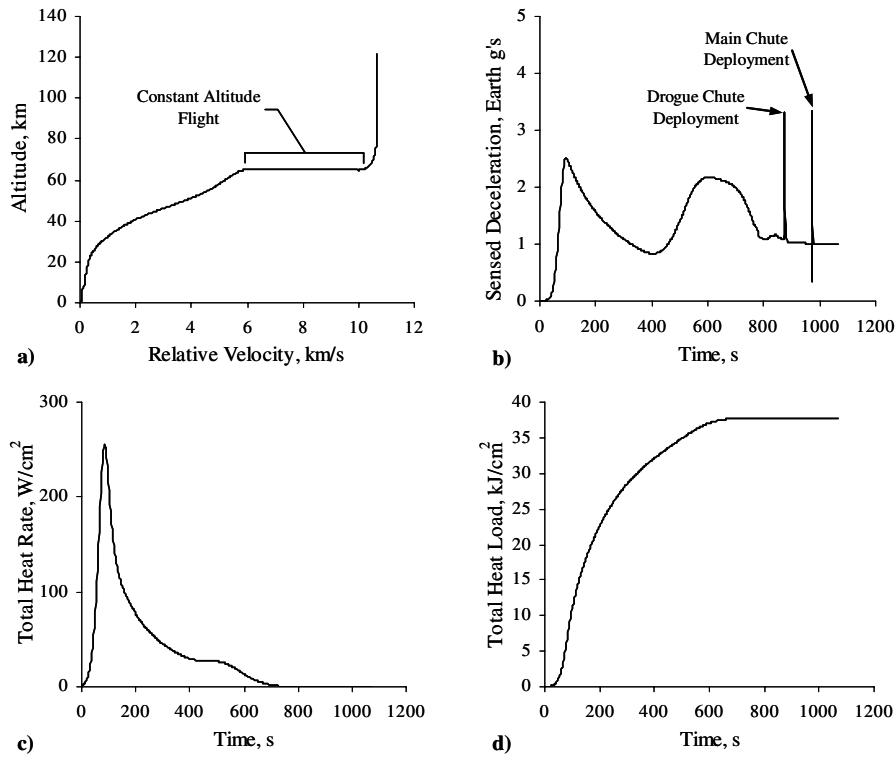 140
120
100
80
60
40
20
0
Altitude, km
Constant Altitude
Flight
0 2 4 6 8 10 12
Relative Velocity, km/s
a)
5
4
3
2
1
0
Sensed Deceleration, Earth g's
Main Chute
Deployment
Drogue Chute
Deployment
0 200 400 600 800 1000 1200
Time, s
b)
300
200
100
0
Total Heat Rate, W/cm²
0 200 400 600 800 1000 1200
Time, s
c)
40
35
30
25
20
15
10
5
0
Total Heat Load, kJ/cm²
0 200 400 600 800 1000 1200
Time, s
d)